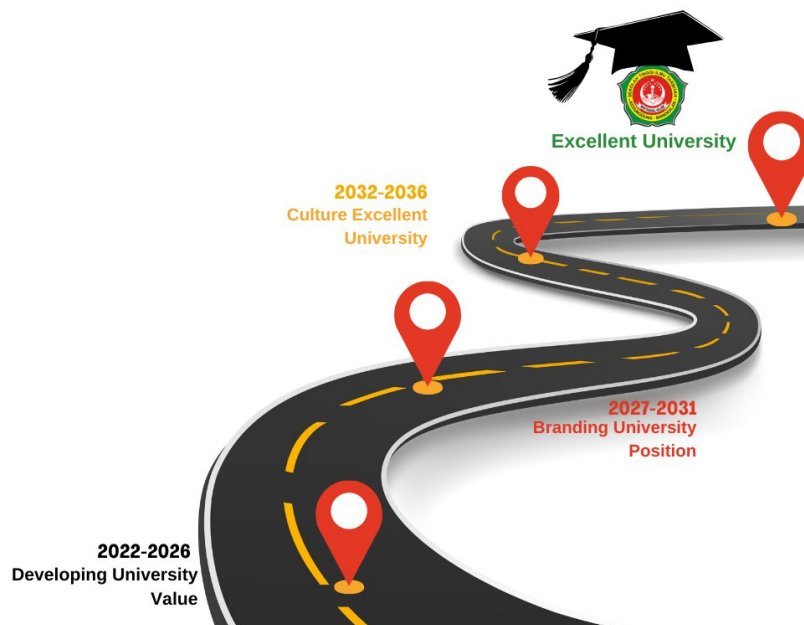 Excellent University
2032-2036
Culture Excellent
University
2027-2031
Branding University
Position
2022-2026
Developing University
Value